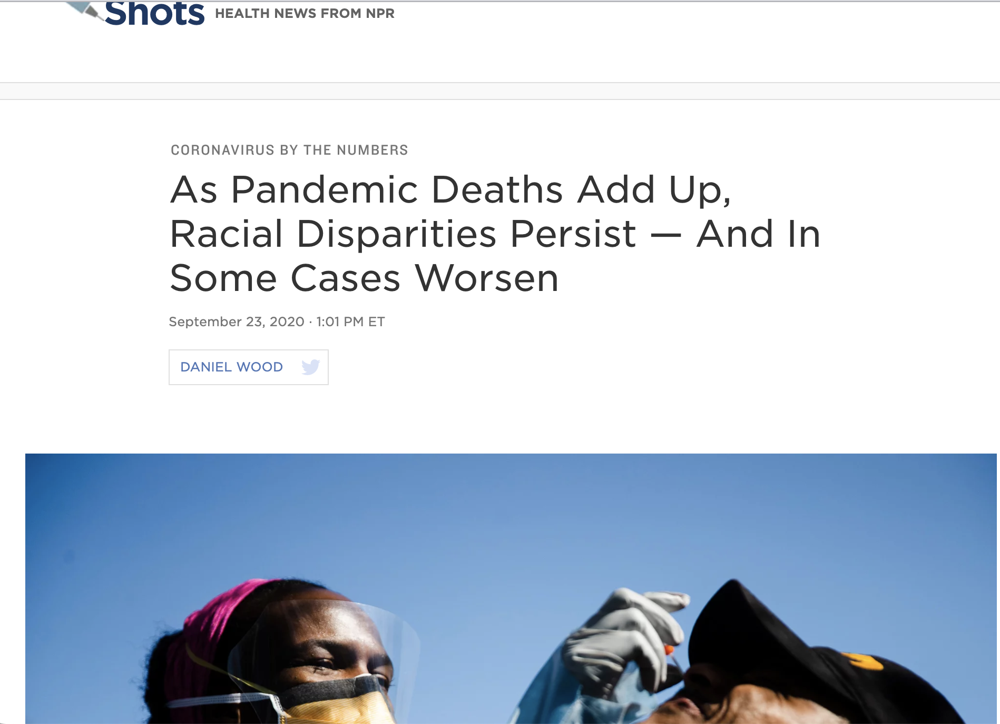 Shots HEALTH NEWS FROM NPR
CORONAVIRUS BY THE NUMBERS
As Pandemic Deaths Add Up,
Racial Disparities Persist — And In
Some Cases Worsen
September 23, 2020 · 1:01 PM ET
DANIEL WOOD